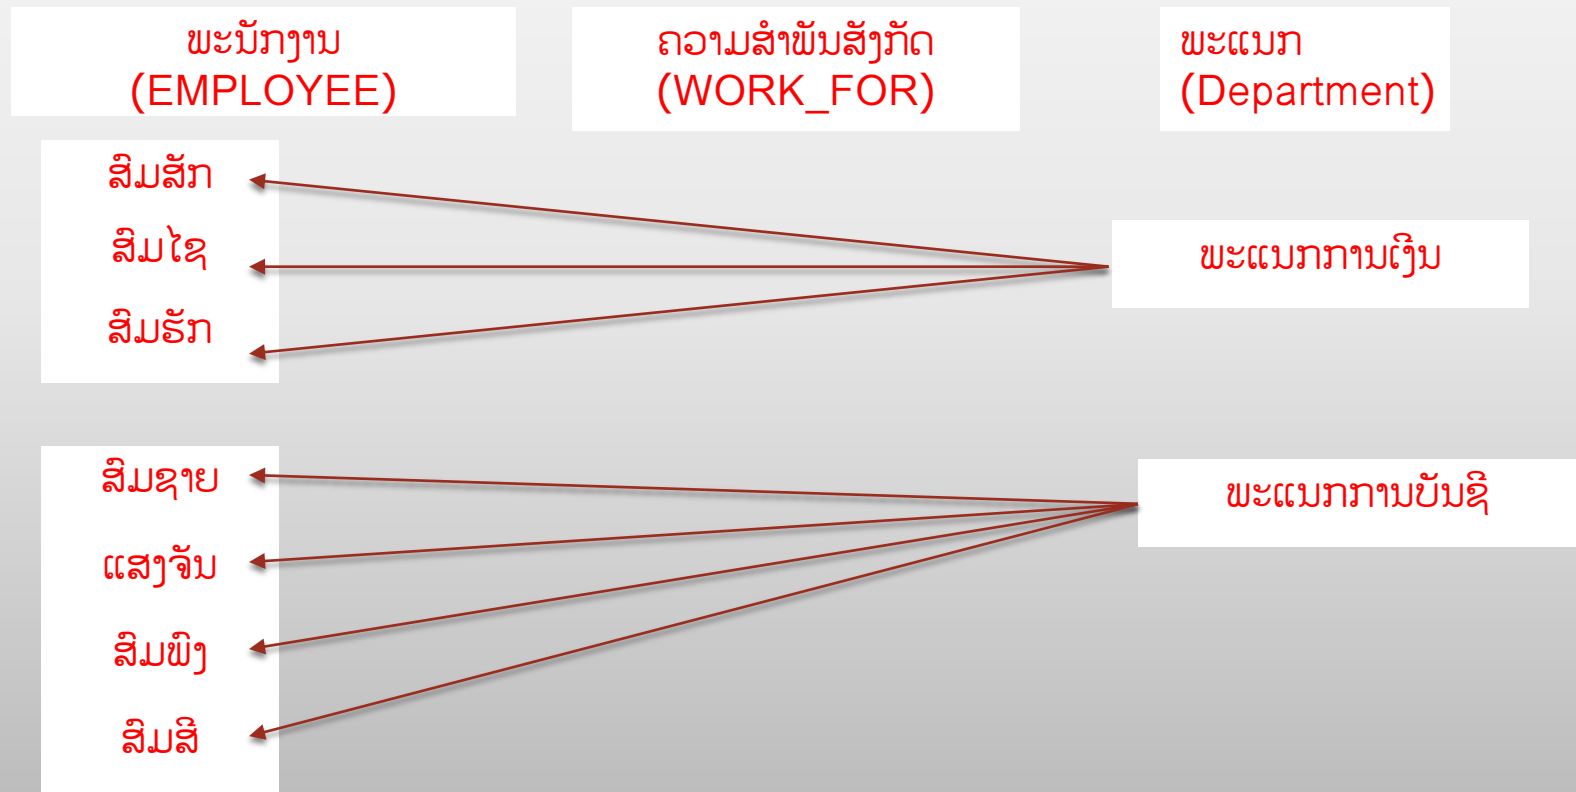 ພະນັກງານ
(EMPLOYEE)
ຄວາມສຳພັນສັງກັດ
(WORK_FOR)
ພະແນກ
(Department)
ສົມສັກ
ສົມໄຊ
ສົມຮັກ
ພະແນກການເງິນ
ສົມຊາຍ
ແສງຈັນ
ສົມພົງ
ສົມສີ
ພະແນກການບັນຊີ